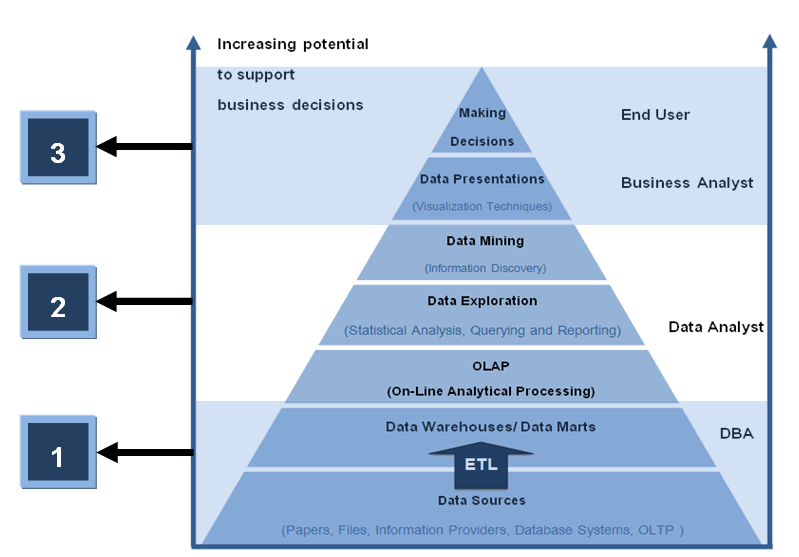 Increasing potential
to support
business decisions
3
Making
Decisions
End User
Data Presentations
(Visualization Techniques)
Business Analyst
Data Mining
(Information Discovery)
2
Data Exploration
(Statistical Analysis, Querying and Reporting)
Data Analyst
OLAP
(On-Line Analytical Processing)
1
Data Warehouses/ Data Marts
DBA
ETL
Data Sources
(Papers, Files, Information Providers, Database Systems, OLTP )